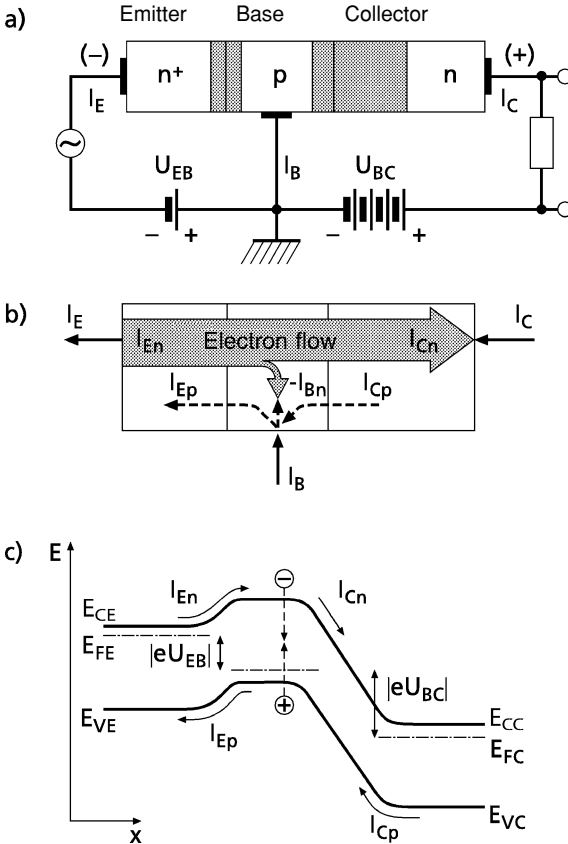 a)
Emitter Base Collector
(–) n+ p n (+)
I_E I_C
U_EB I_B U_BC
– + – +
b)
I_E I_En Electron flow I_Cn I_C
I_Ep -I_Bn I_Cp
I_B
c)
E
I_En – I_Cn
E_CE
E_FE
|eU_EB| |eU_BC|
E_VE + E_CC
I_Ep E_FC
I_Cp E_VC
x